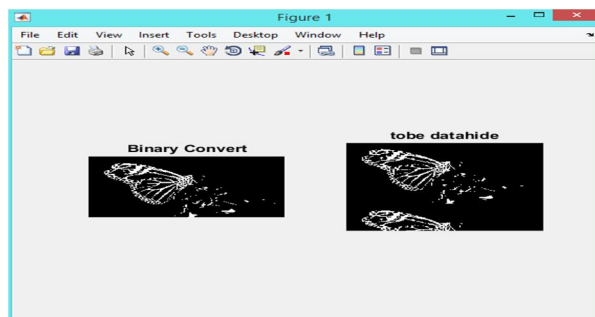 Figure 1
File Edit View Insert Tools Desktop Window Help
Binary Convert
tobe datahide